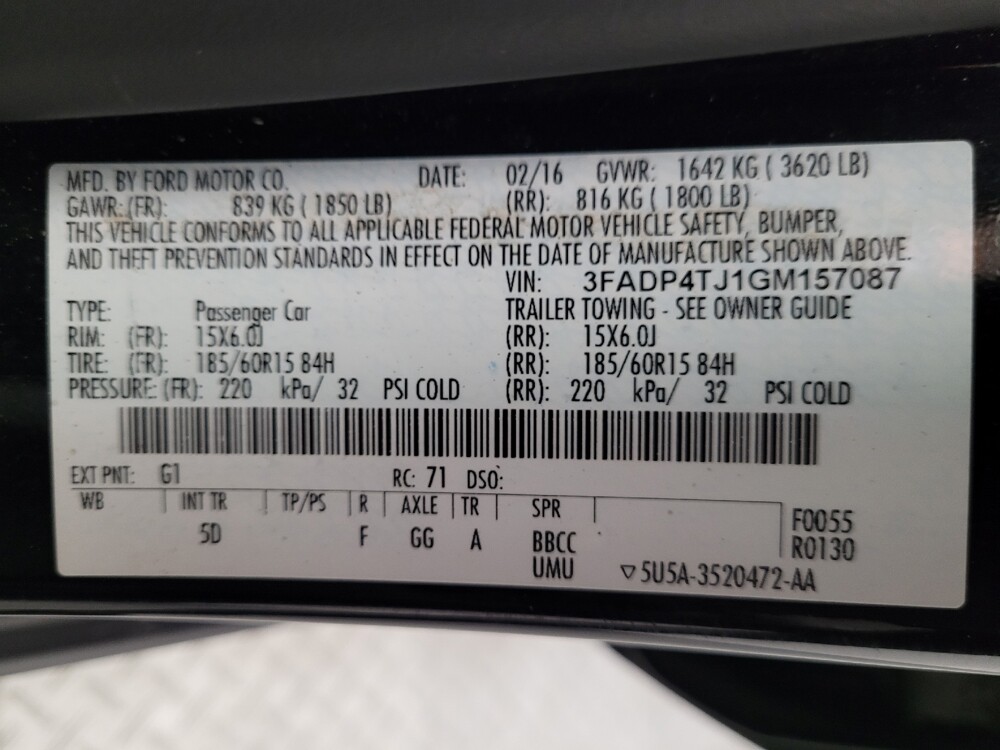 MFD. BY FORD MOTOR CO. DATE: 02/16 GVWR: 1642 KG ( 3620 LB)
GAWR:(FR): 839 KG ( 1850 LB) (RR): 816 KG ( 1800 LB)
THIS VEHICLE CONFORMS TO ALL APPLICABLE FEDERAL MOTOR VEHICLE SAFETY, BUMPER,
AND THEFT PREVENTION STANDARDS IN EFFECT ON THE DATE OF MANUFACTURE SHOWN ABOVE.
VIN: 3FADP4TJ1GM157087
TYPE: Passenger Car TRAILER TOWING - SEE OWNER GUIDE
RIM: (FR): 15X6.0J (RR): 15X6.0J
TIRE: (FR): 185/60R15 84H (RR): 185/60R15 84H
PRESSURE: (FR): 220 kPa/ 32 PSI COLD (RR): 220 kPa/ 32 PSI COLD
EXT PNT: G1 RC: 71 DSO:
WB INT TR TP/PS R AXLE TR SPR
5D F GG A BBCC
UMU
F0055
R0130
▽5U5A-3520472-AA